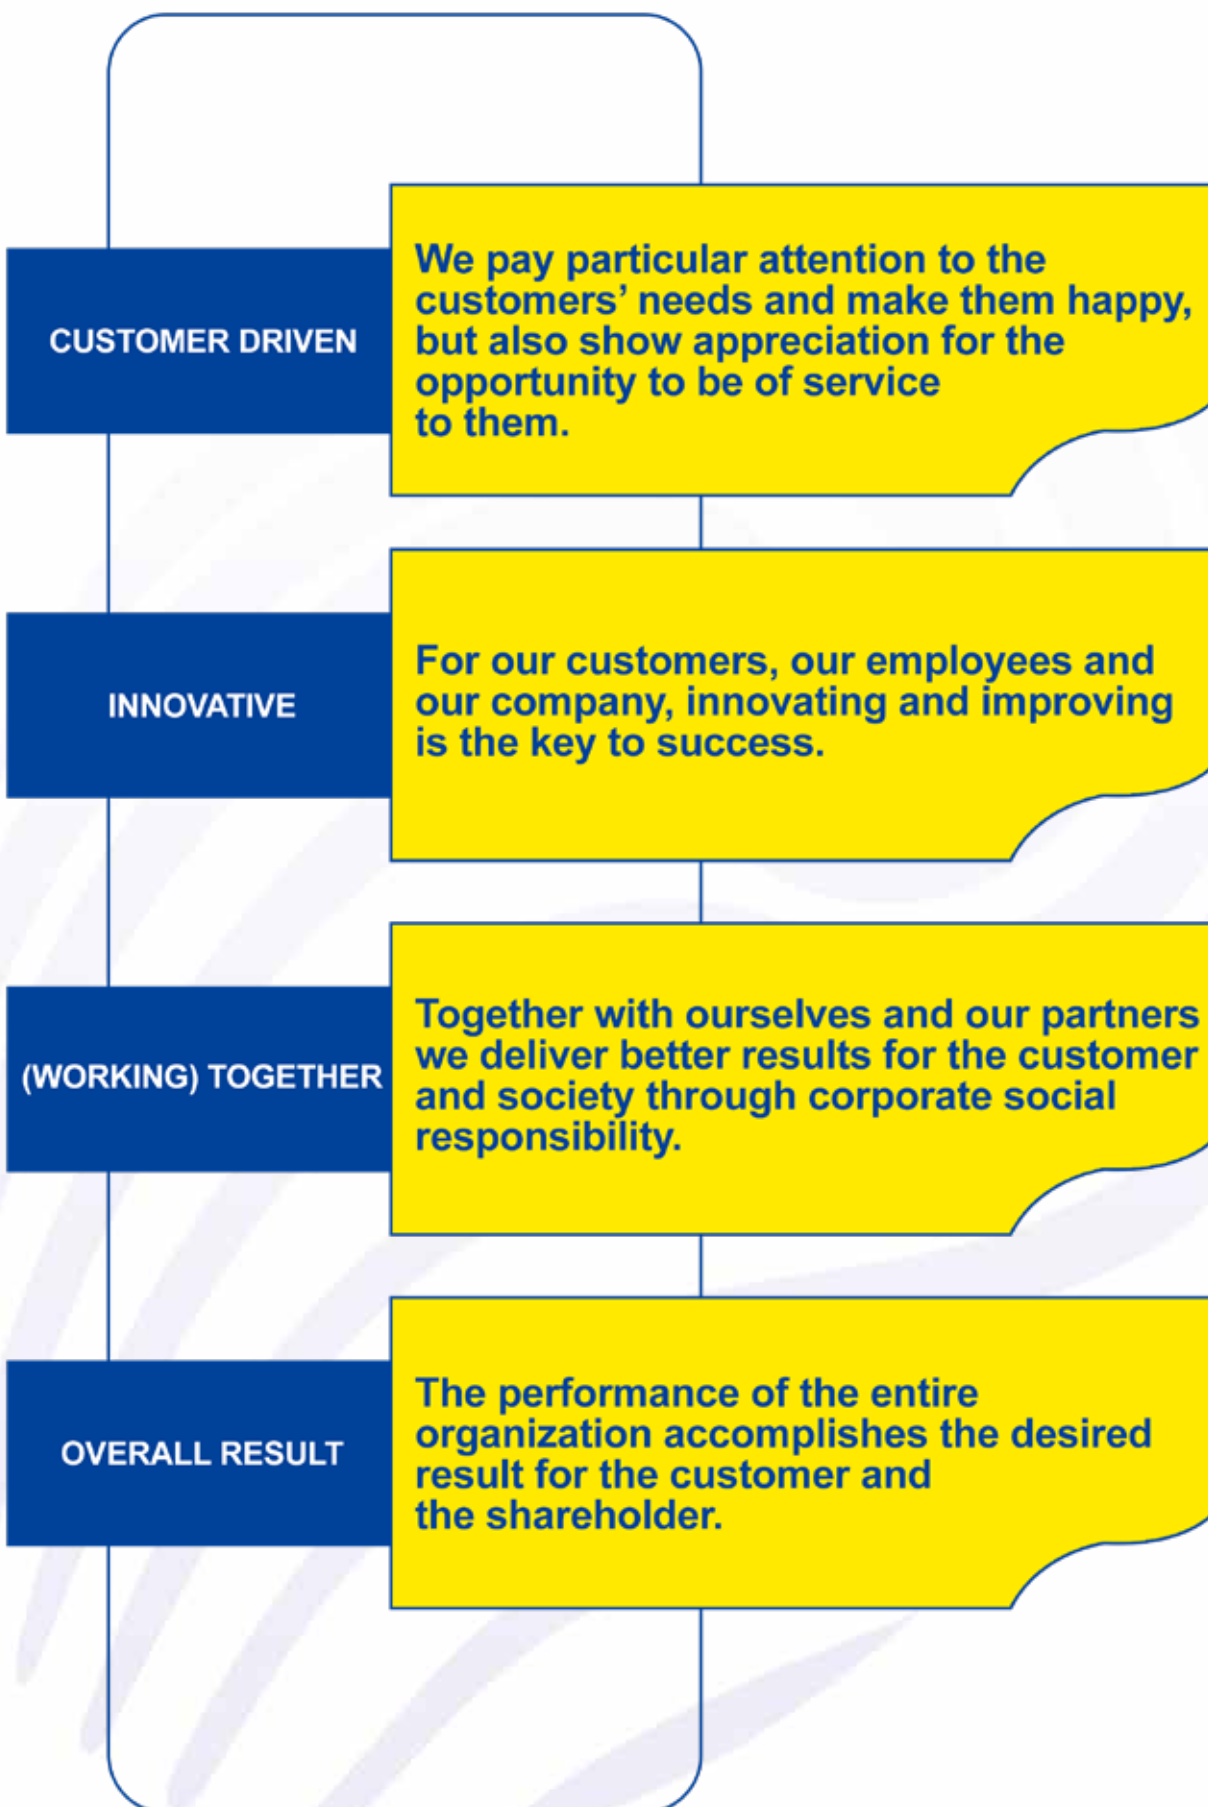 CUSTOMER DRIVEN
We pay particular attention to the
customers’ needs and make them happy,
but also show appreciation for the
opportunity to be of service
to them.
INNOVATIVE
For our customers, our employees and
our company, innovating and improving
is the key to success.
(WORKING) TOGETHER
Together with ourselves and our partners
we deliver better results for the customer
and society through corporate social
responsibility.
OVERALL RESULT
The performance of the entire
organization accomplishes the desired
result for the customer and
the shareholder.